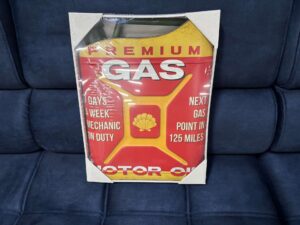 PREMIUM
GAS
DAYS
WEEK
MECHANIC
ON DUTY
NEXT
GAS
POINT IN
125 MILES
MOTOR OIL